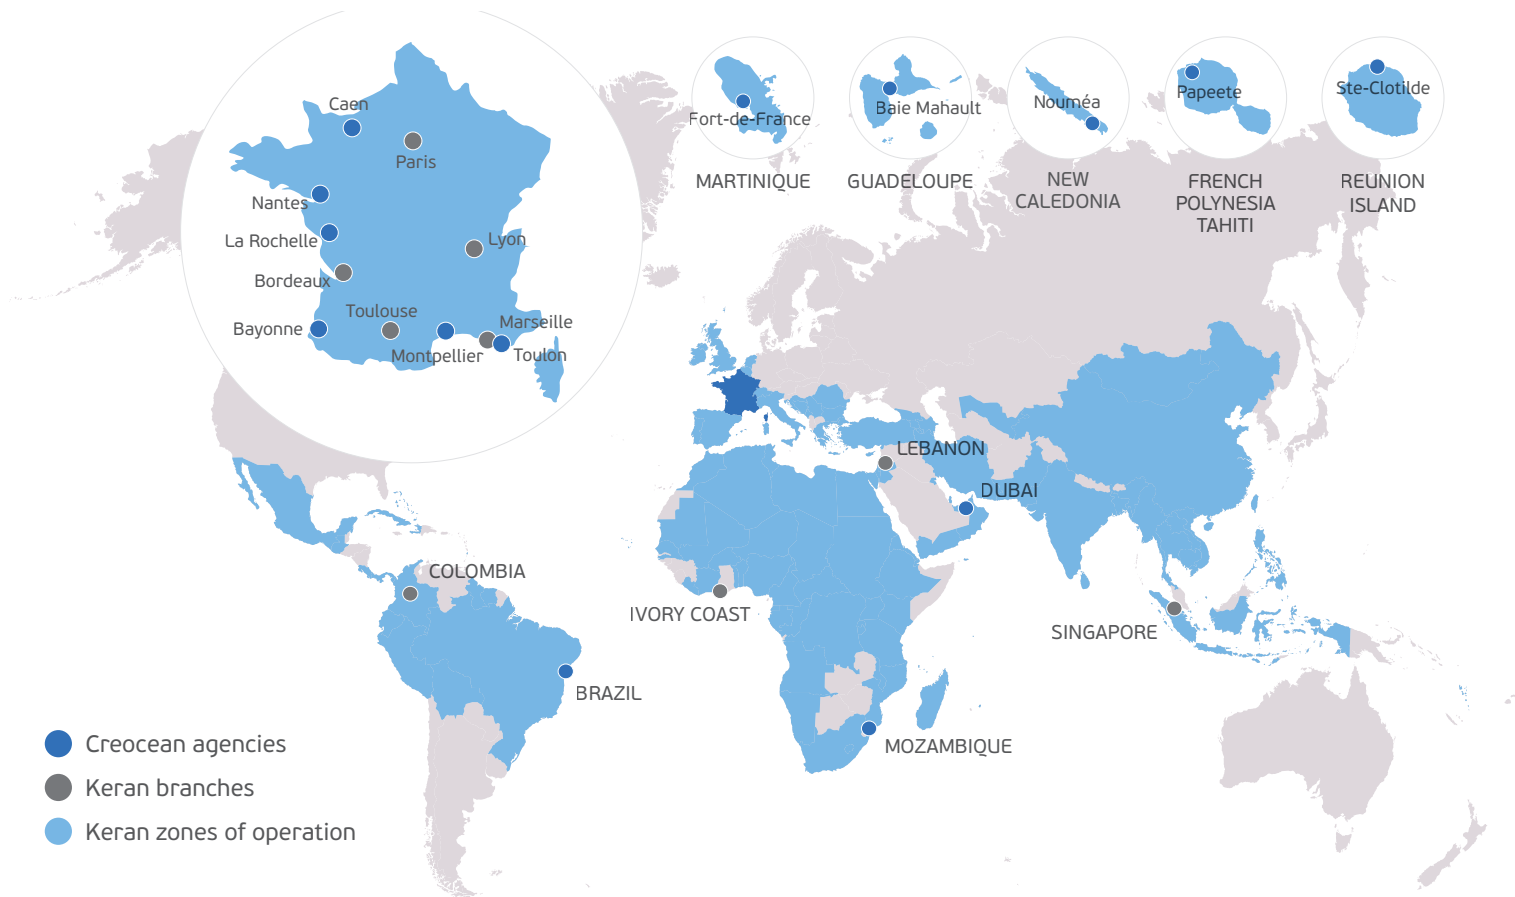 Caen
Paris
Nantes
La Rochelle
Lyon
Bordeaux
Toulouse
Bayonne
Marseille
Montpellier
Toulon
Fort-de-France
MARTINIQUE
Baie Mahault
GUADELOUPE
Nouméa
NEW
CALEDONIA
Papeete
FRENCH
POLYNESIA
TAHITI
Ste-Clotilde
REUNION
ISLAND
LEBANON
DUBAI
COLOMBIA
IVORY COAST
SINGAPORE
BRAZIL
MOZAMBIQUE
Creocean agencies
Keran branches
Keran zones of operation